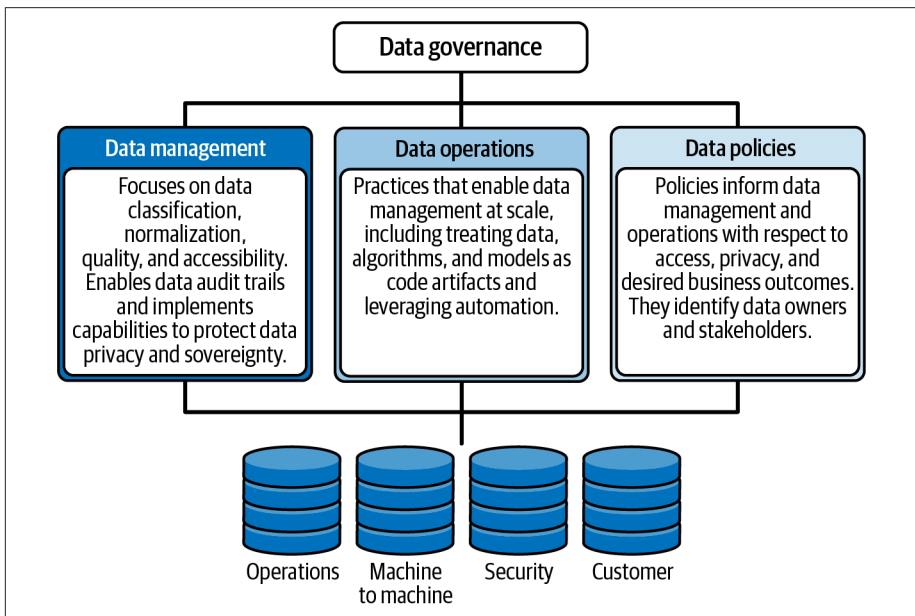 Data governance
Data management
Focuses on data
classification,
normalization,
quality, and accessibility.
Enables data audit trails
and implements
capabilities to protect data
privacy and sovereignty.
Data operations
Practices that enable data
management at scale,
including treating data,
algorithms, and models as
code artifacts and
leveraging automation.
Data policies
Policies inform data
management and
operations with respect to
access, privacy, and
desired business outcomes.
They identify data owners
and stakeholders.
Operations
Machine
to machine
Security
Customer